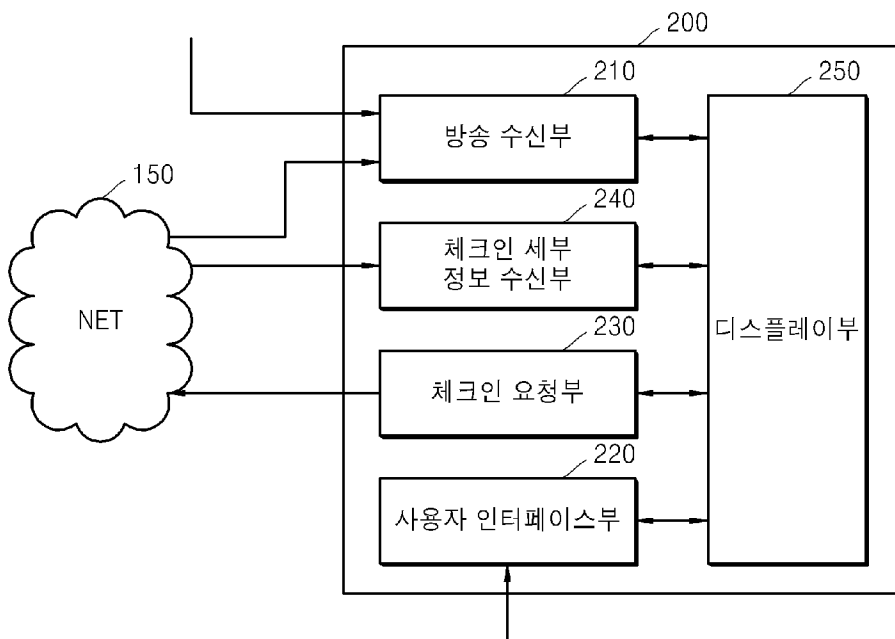 200
210
250
방송 수신부
150
240
체크인 세부
정보 수신부
NET
디스플레이부
230
체크인 요청부
220
사용자 인터페이스부